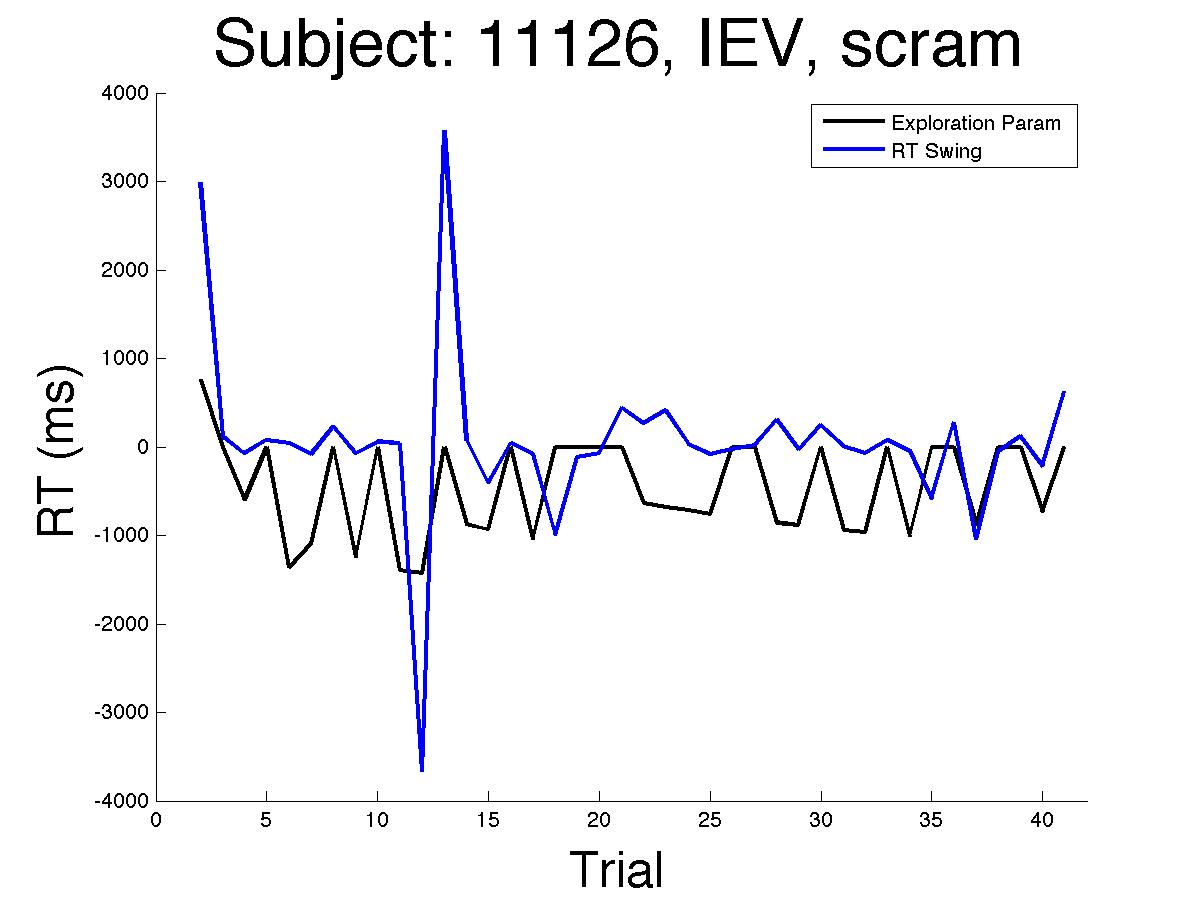 Subject: 11126, IEV, scram
Exploration Param
RT Swing
4000
3000
2000
1000
0
-1000
-2000
-3000
-4000
RT (ms)
0 5 10 15 20 25 30 35 40
Trial